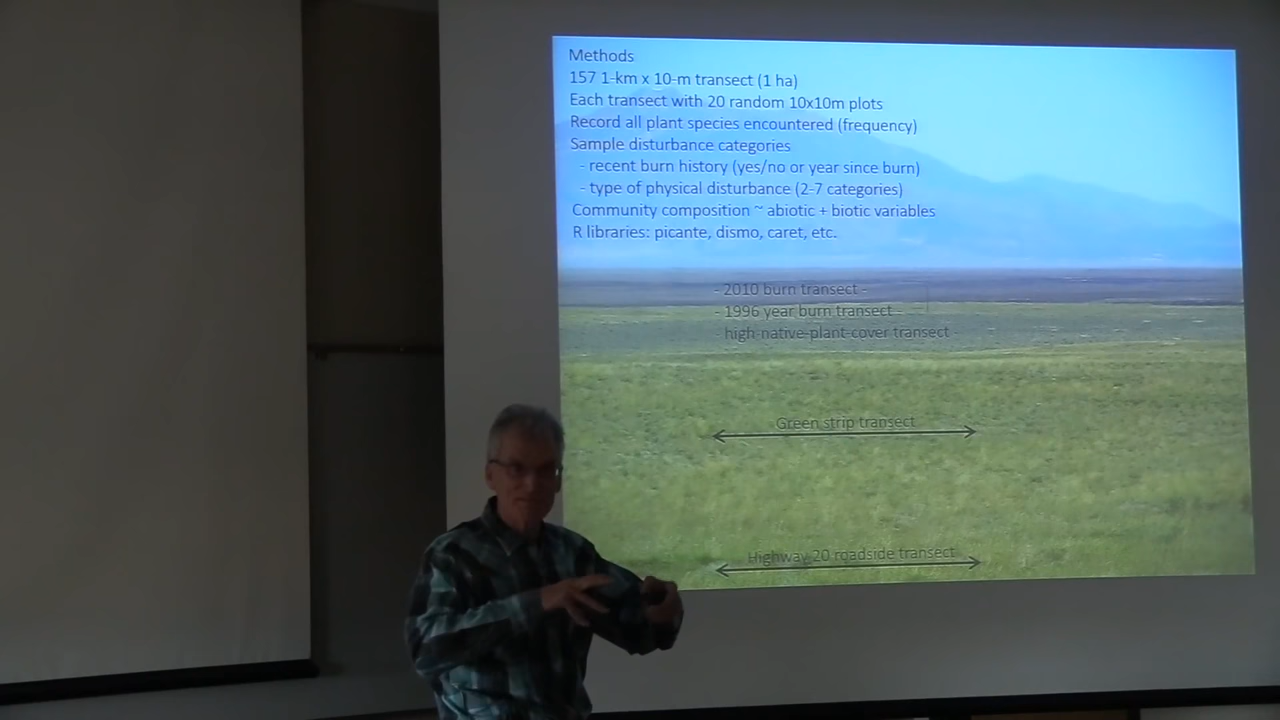 Methods
157 1-km x 10-m transect (1 ha)
Each transect with 20 random 10x10m plots
Record all plant species encountered (frequency)
Sample disturbance categories
- recent burn history (yes/no or year since burn)
- type of physical disturbance (2-7 categories)
Community composition ~ abiotic + biotic variables
R libraries: picante, dismo, caret, etc.
- 2010 burn transect -
- 1996 year burn transect -
- high-native-plant-cover transect -
Green strip transect
Highway 20 roadside transect